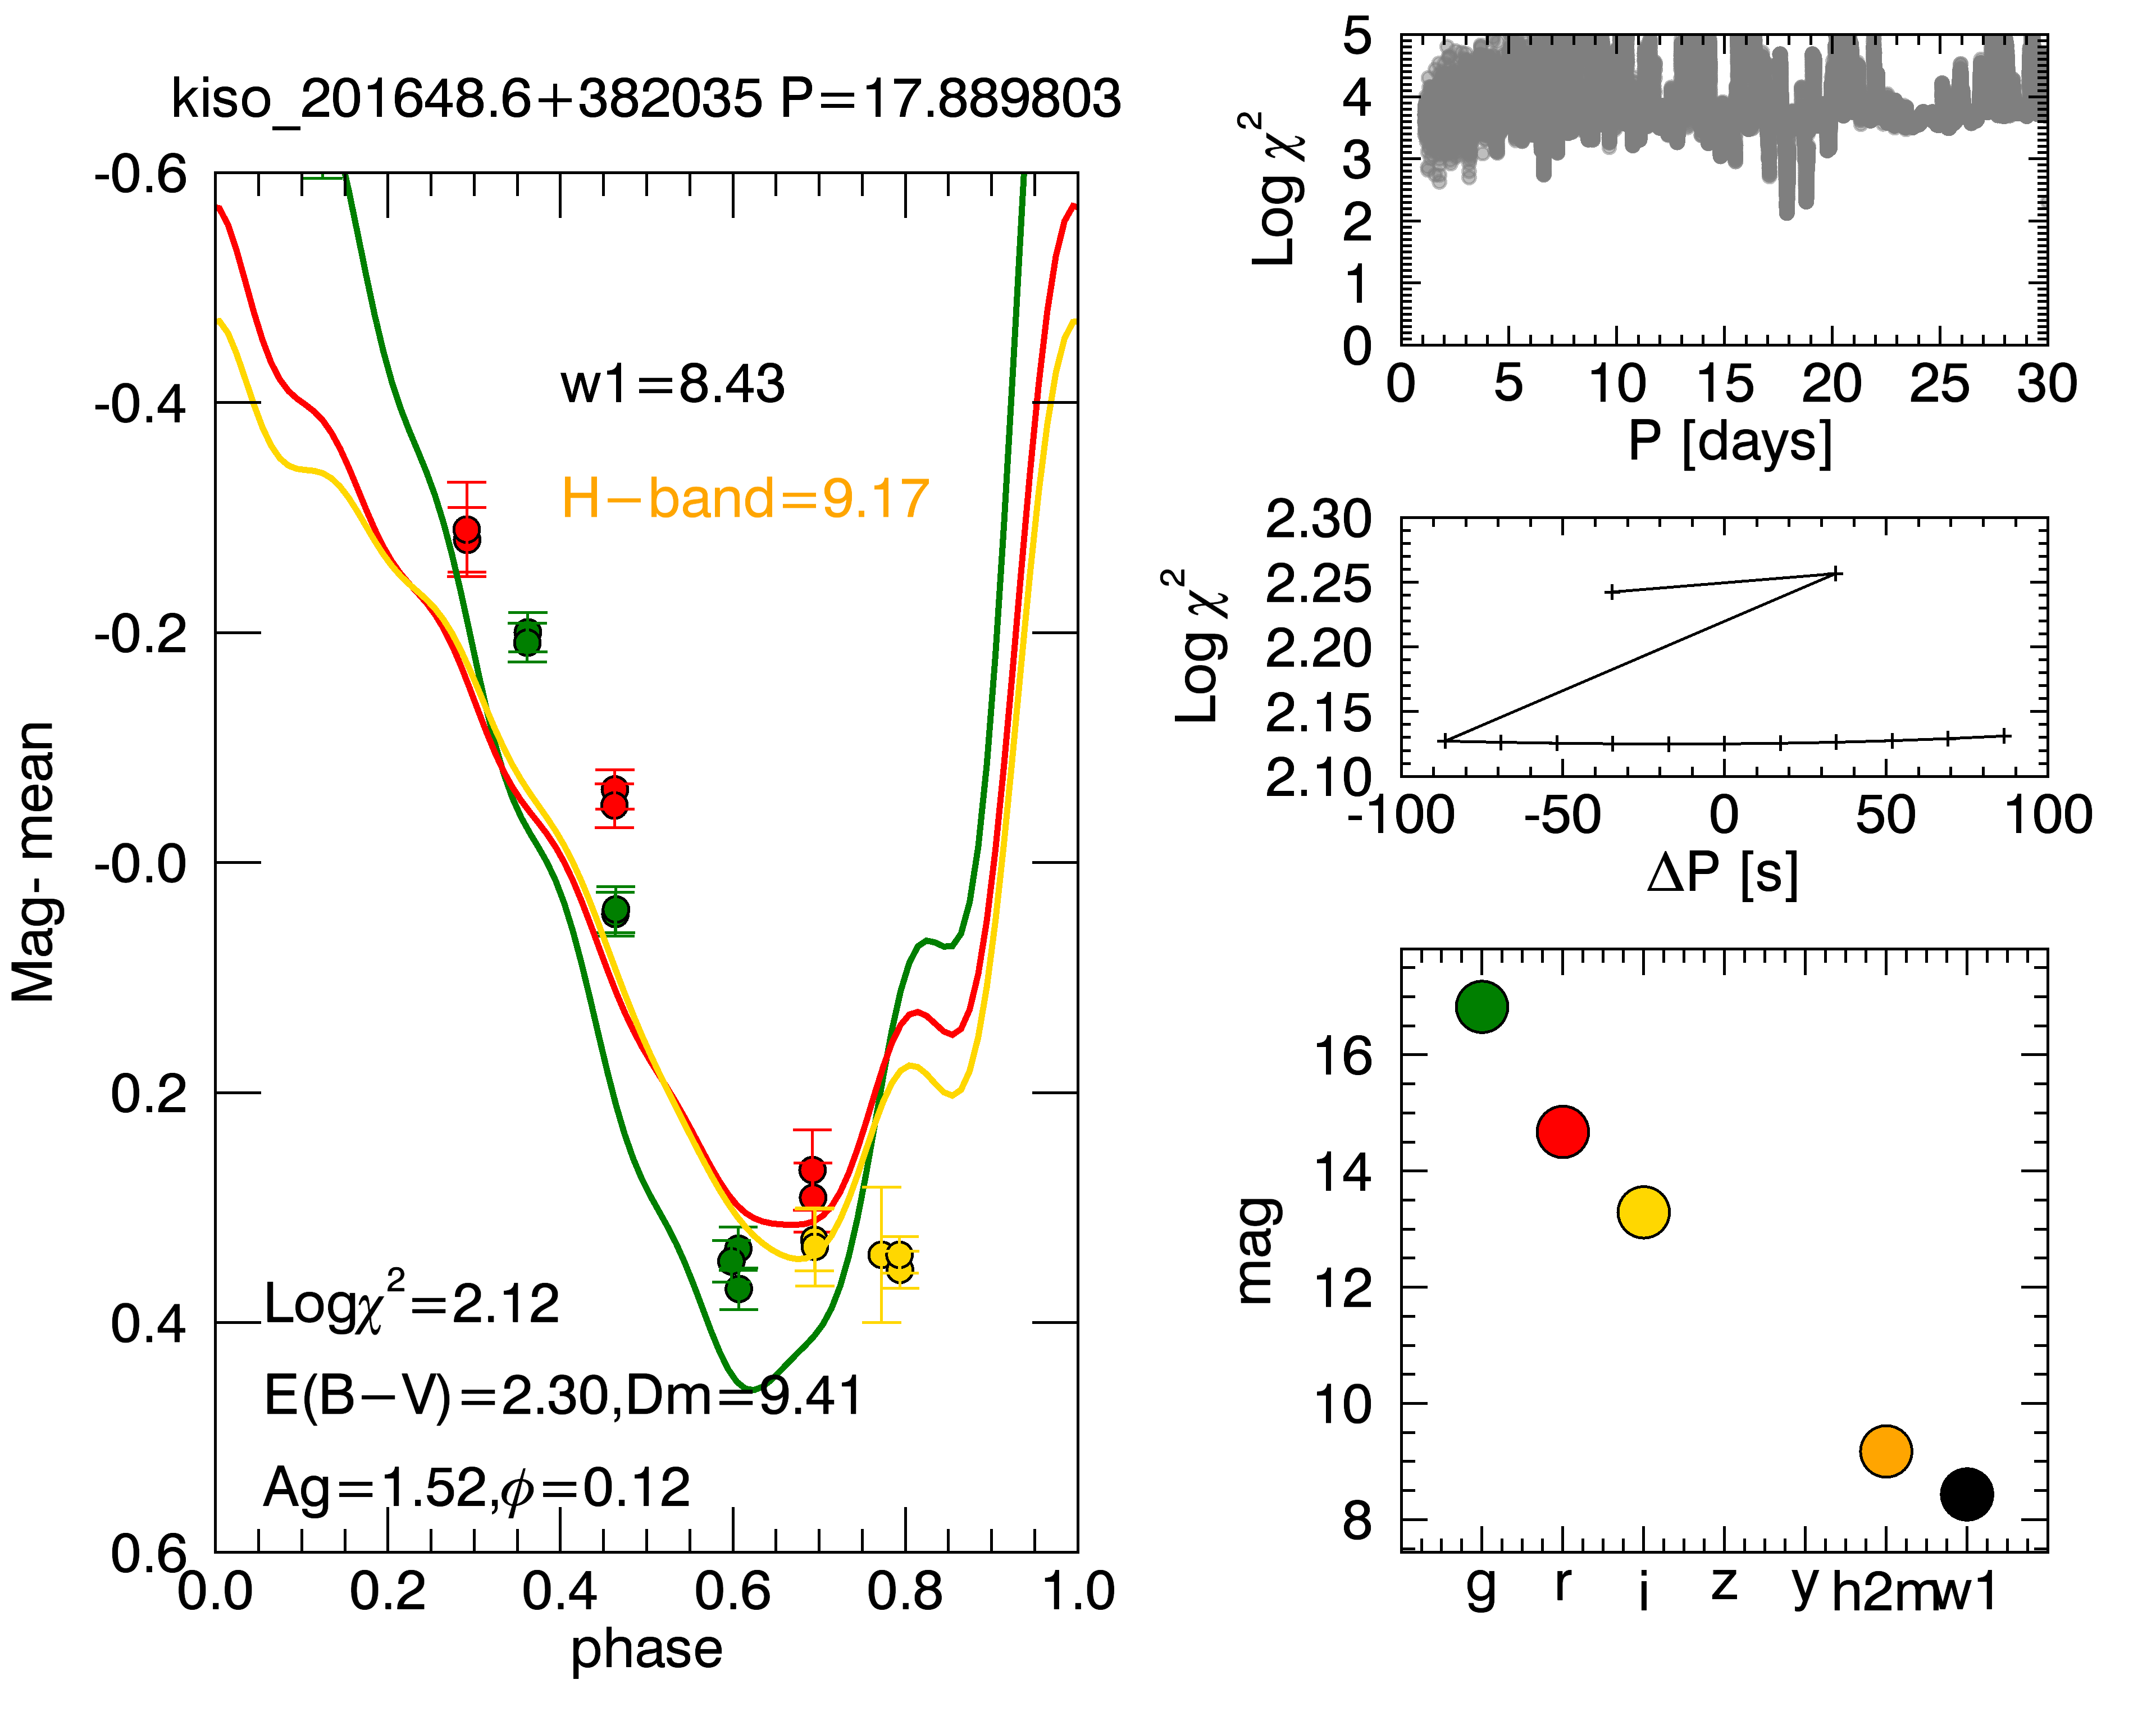 kiso_201648.6+382035 P=17.889803
-0.6
-0.4
-0.2
-0.0
0.2
0.4
0.6
Mag- mean
w1=8.43
H-band=9.17
Logχ²=2.12
E(B-V)=2.30,Dm=9.41
Ag=1.52,ϕ=0.12
0.0 0.2 0.4 0.6 0.8 1.0
phase
5
4
3
2
1
0
Log χ²
0 5 10 15 20 25 30
P [days]
2.30
2.25
2.20
2.15
2.10
Log χ²
-100 -50 0 50 100
ΔP [s]
16
14
12
10
8
mag
g r i z y h2mw1